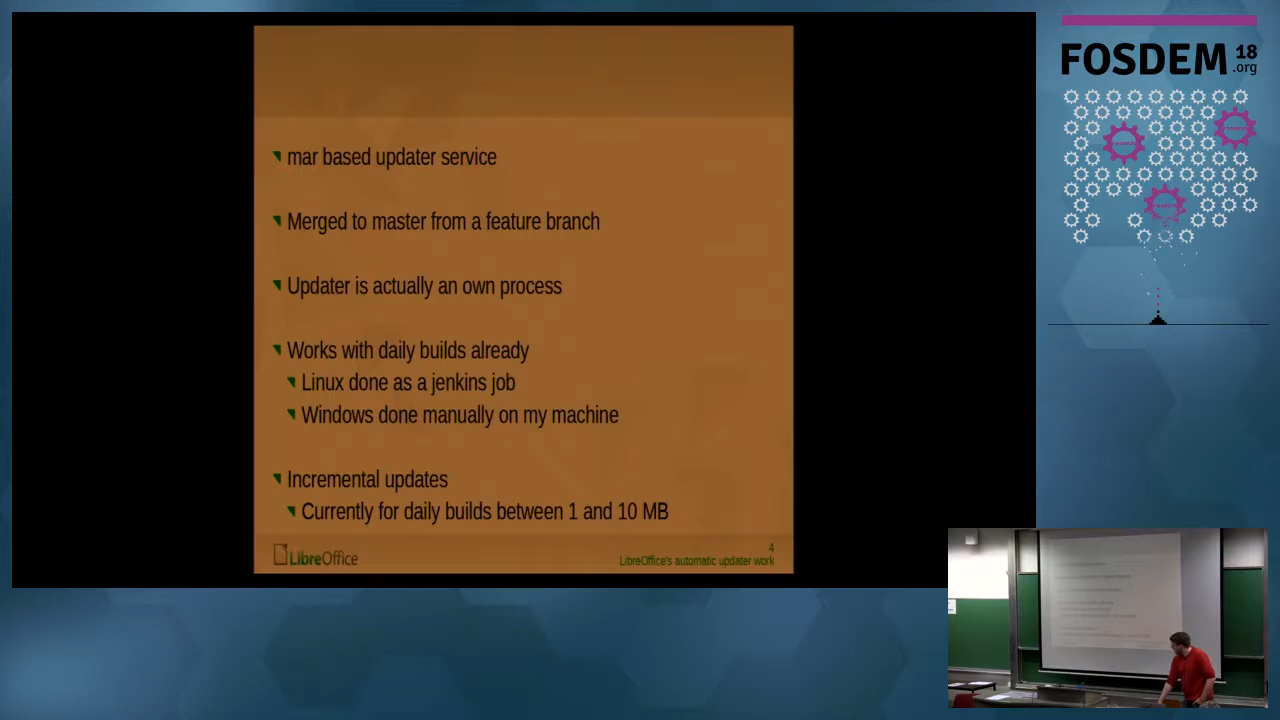 mar based updater service
Merged to master from a feature branch
Updater is actually an own process
Works with daily builds already
Linux done as a jenkins job
Windows done manually on my machine
Incremental updates
Currently for daily builds between 1 and 10 MB
LibreOffice
4
LibreOffice's automatic updater work
FOSDEM 18
.org